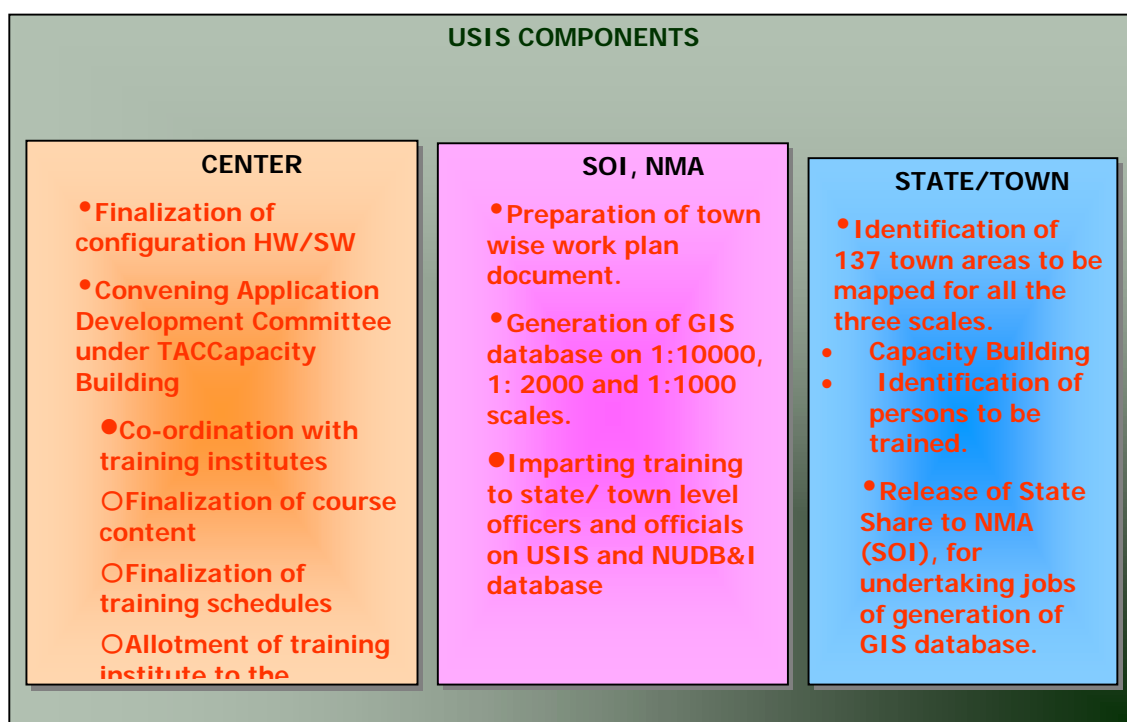 USIS COMPONENTS
CENTER
•Finalization of
configuration HW/SW
•Convening Application
Development Committee
under TACCapacity
Building
●Co-ordination with
training institutes
○Finalization of course
content
○Finalization of
training schedules
○Allotment of training
institute to the
SOI, NMA
•Preparation of town
wise work plan
document.
•Generation of GIS
database on 1:10000,
1: 2000 and 1:1000
scales.
●Imparting training
to state/ town level
officers and officials
on USIS and NUDB&I
database
STATE/TOWN
•Identification of
137 town areas to be
mapped for all the
three scales.
• Capacity Building
• Identification of
persons to be
trained.
•Release of State
Share to NMA
(SOI), for
undertaking jobs
of generation of
GIS database.